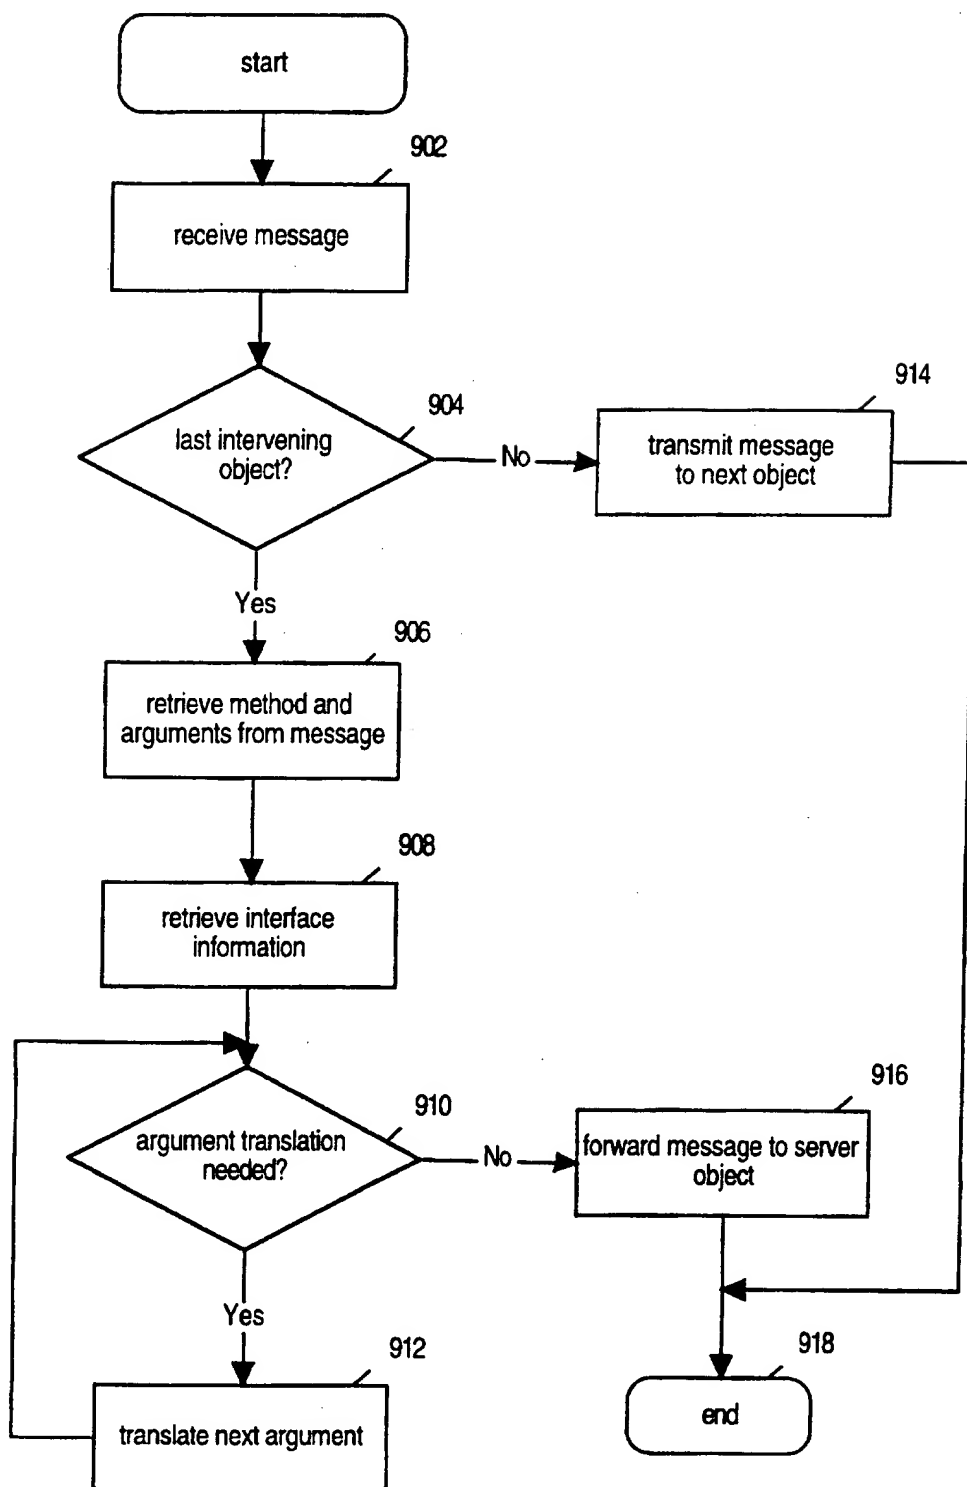 start
902
receive message
904
last intervening
object?
No
914
transmit message
to next object
Yes
906
retrieve method and
arguments from message
908
retrieve interface
information
910
argument translation
needed?
No
916
forward message to server
object
Yes
912
translate next argument
918
end